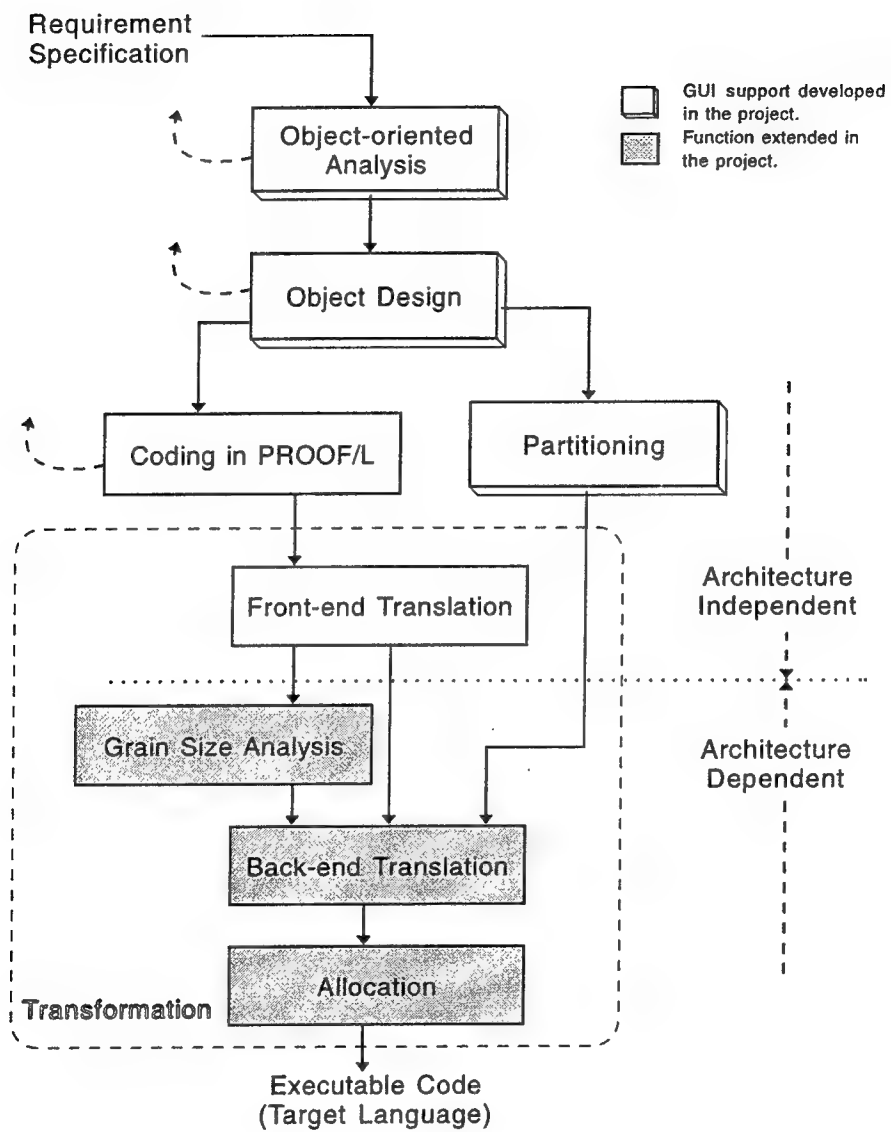 Requirement
Specification
GUI support developed
in the project.
Function extended in
the project.
Object-oriented
Analysis
Object Design
Coding in PROOF/L
Partitioning
Front-end Translation
Architecture
Independent
Grain Size Analysis
Architecture
Dependent
Back-end Translation
Allocation
Transformation
Executable Code
(Target Language)